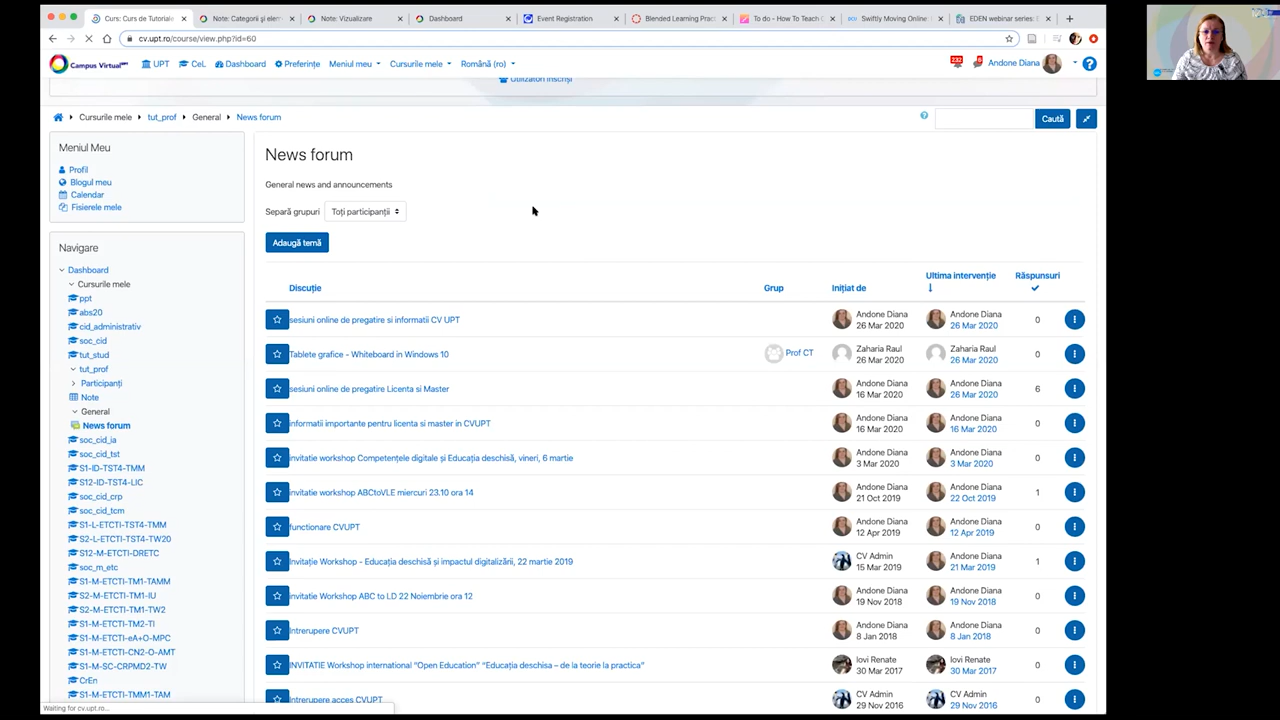 Curs: Curs de Tutoriale
Note: Categorii și elem
Note: Vizualizare
Dashboard
Event Registration
Blended Learning Prac
To do - How To Teach O
Swiftly Moving Online:
EDEN webinar series: E
cv.upt.ro/course/view.php?id=60
Campus Virtual UPT
UPT
CeL
Dashboard
Preferințe
Meniul meu
Cursurile mele
Română (ro)
232
Andone Diana
Utilizatori înscriși
Cursurile mele
tut_prof
General
News forum
Caută
Meniul Meu
Profil
Blogul meu
Calendar
Fisierele mele
Navigare
Dashboard
Cursurile mele
ppt
abs20
cid_administrativ
soc_cid
tut_stud
tut_prof
Participanți
Note
General
News forum
soc_cid_ia
soc_cid_tst
S1-ID-TST4-TMM
S12-ID-TST4-LIC
soc_cid_crp
soc_cid_tcm
S1-L-ETCTI-TST4-TMM
S2-L-ETCTI-TST4-TW20
S12-M-ETCTI-DRETC
soc_m_etc
S1-M-ETCTI-TM1-TAMM
S2-M-ETCTI-TM1-IU
S2-M-ETCTI-TM1-TW2
S1-M-ETCTI-TM2-TI
S1-M-ETCTI-eA+O-MPC
S1-M-ETCTI-CN2-O-AMT
S1-M-SC-CRPMD2-TW
CrEn
S1-M-ETCTI-TMM1-TAM
News forum
General news and announcements
Separă grupuri Toți participanții
Adaugă temă
Discuție Grup Inițiat de Ultima intervenție Răspunsuri
sesiuni online de pregatire si informatii CV UPT Andone Diana Andone Diana 0
26 Mar 2020 26 Mar 2020
Tablete grafice - Whiteboard in Windows 10 Prof CT Zaharia Raul Zaharia Raul 0
26 Mar 2020 26 Mar 2020
sesiuni online de pregatire Licenta si Master Andone Diana Andone Diana 6
16 Mar 2020 26 Mar 2020
informatii importante pentru licenta si master in CVUPT Andone Diana Andone Diana 0
16 Mar 2020 16 Mar 2020
invitatie workshop Competențele digitale și Educația deschisă, vineri, 6 martie Andone Diana Andone Diana 0
3 Mar 2020 3 Mar 2020
invitatie workshop ABCtoVLE miercuri 23.10 ora 14 Andone Diana Andone Diana 1
21 Oct 2019 22 Oct 2019
functionare CVUPT Andone Diana Andone Diana 0
12 Apr 2019 12 Apr 2019
Invitație Workshop - Educația deschisă și impactul digitalizării, 22 martie 2019 CV Admin Andone Diana 1
15 Mar 2019 21 Mar 2019
invitatie Workshop ABC to LD 22 Noiembrie ora 12 Andone Diana Andone Diana 0
19 Nov 2018 19 Nov 2018
Intrerupere CVUPT Andone Diana Andone Diana 0
8 Jan 2018 8 Jan 2018
INVITATIE Workshop international "Open Education" "Educația deschisa – de la teorie la practica" Iovi Renate Iovi Renate 0
30 Mar 2017 30 Mar 2017
intrerupere acces CVUPT CV Admin CV Admin 0
22 Nov 2016 22 Nov 2016
Waiting for cv.upt.ro...